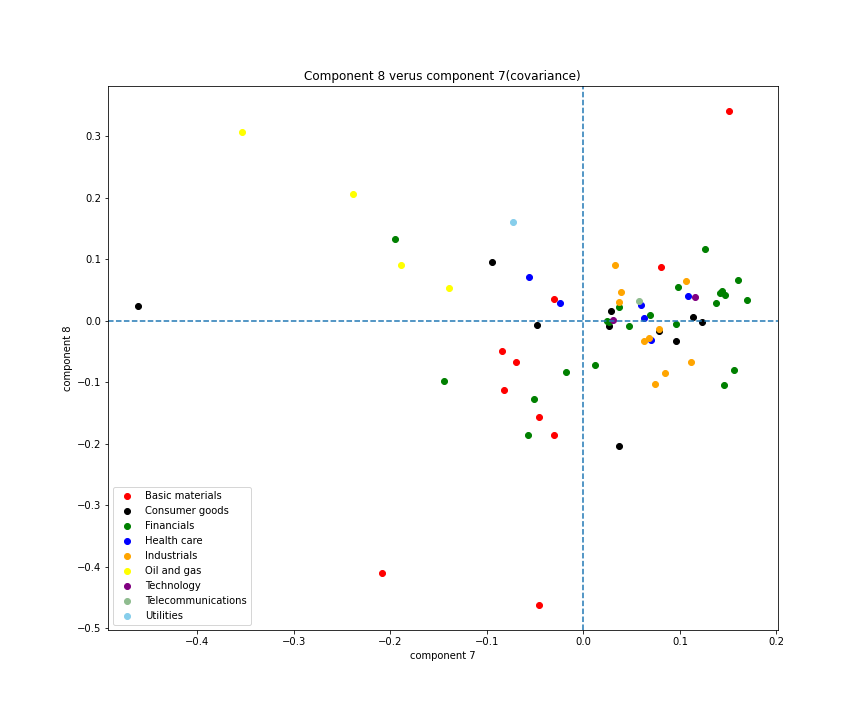 Component 8 verus component 7(covariance)
component 8
0.3
0.2
0.1
0.0
−0.1
−0.2
−0.3
−0.4
−0.5
Basic materials
Consumer goods
Financials
Health care
Industrials
Oil and gas
Technology
Telecommunications
Utilities
−0.4 −0.3 −0.2 −0.1 0.0 0.1 0.2
component 7